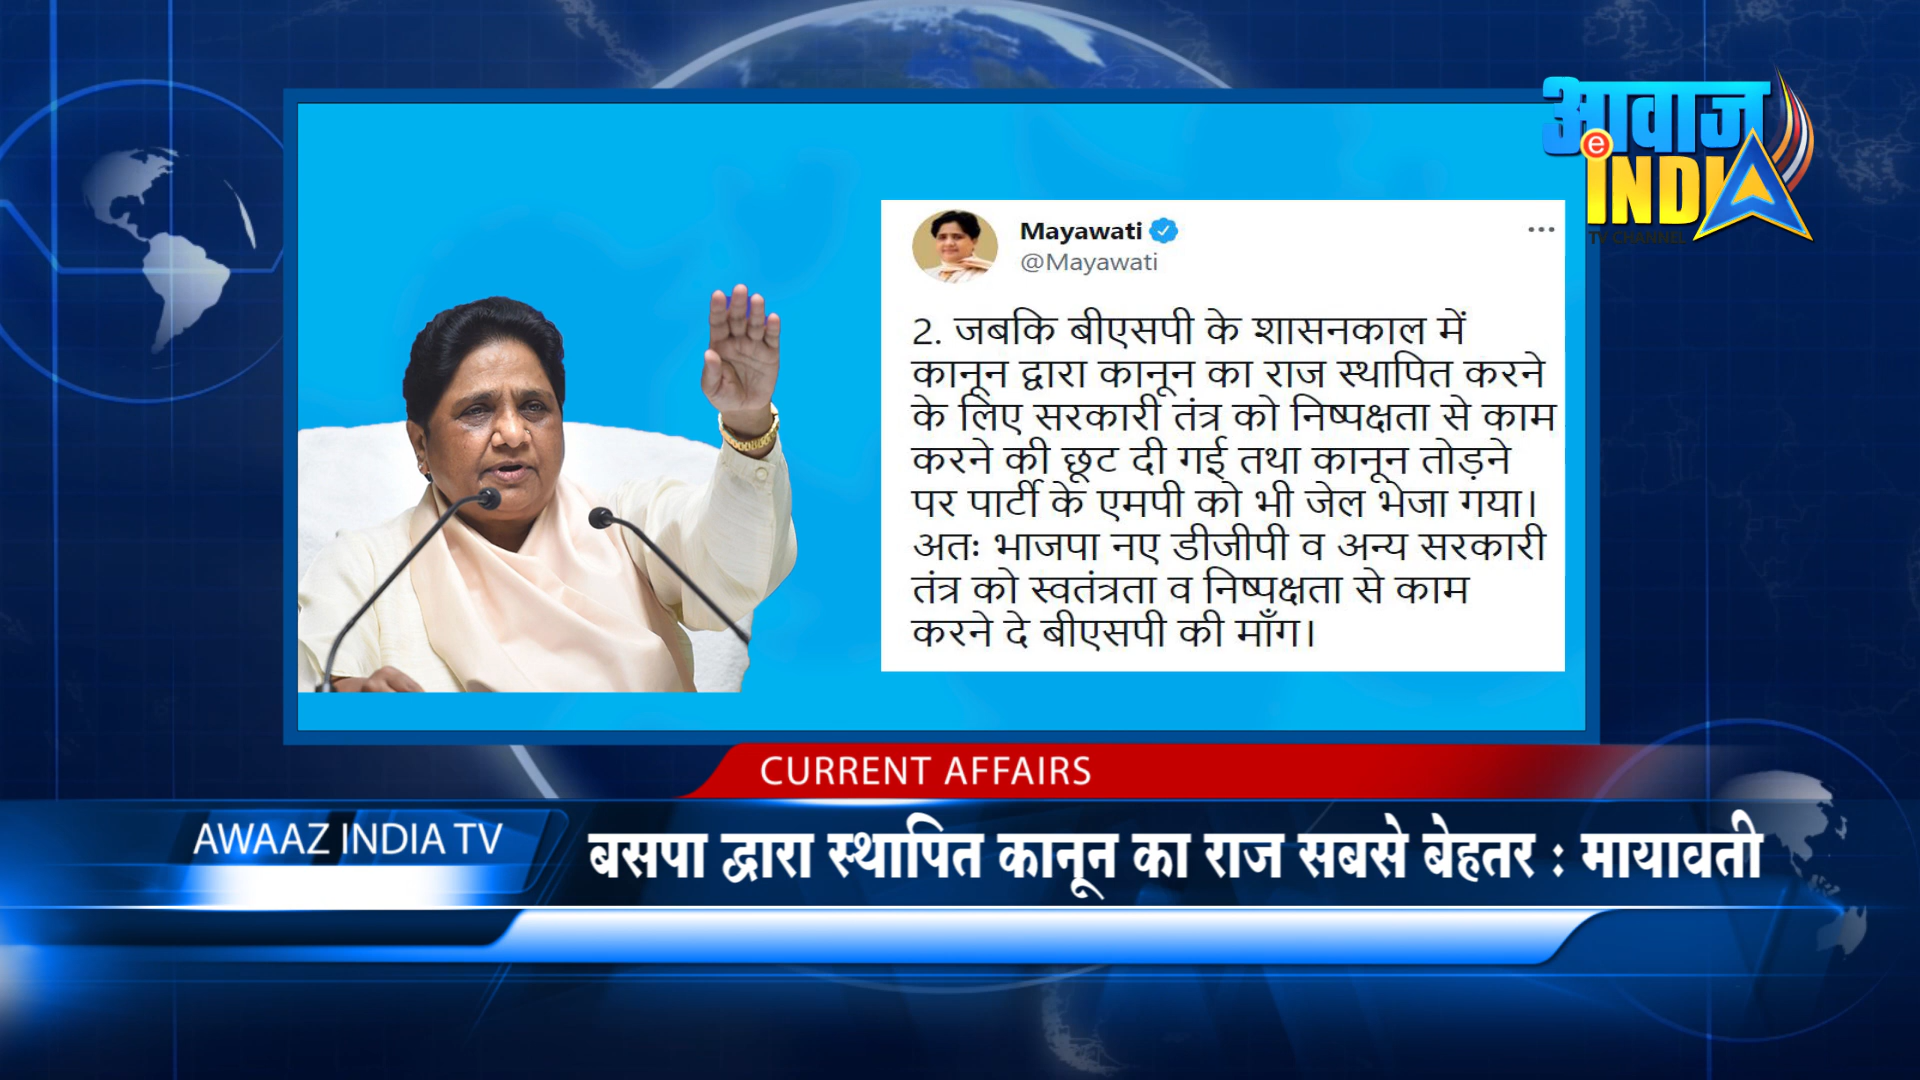 आवाज
e
INDIA
TV CHANNEL
Mayawati
@Mayawati
2. जबकि बीएसपी के शासनकाल में
कानून द्वारा कानून का राज स्थापित करने
के लिए सरकारी तंत्र को निष्पक्षता से काम
करने की छूट दी गई तथा कानून तोड़ने
पर पार्टी के एमपी को भी जेल भेजा गया।
अतः भाजपा नए डीजीपी व अन्य सरकारी
तंत्र को स्वतंत्रता व निष्पक्षता से काम
करने दे बीएसपी की माँग।
CURRENT AFFAIRS
AWAAZ INDIA TV
बसपा द्वारा स्थापित कानून का राज सबसे बेहतर : मायावती